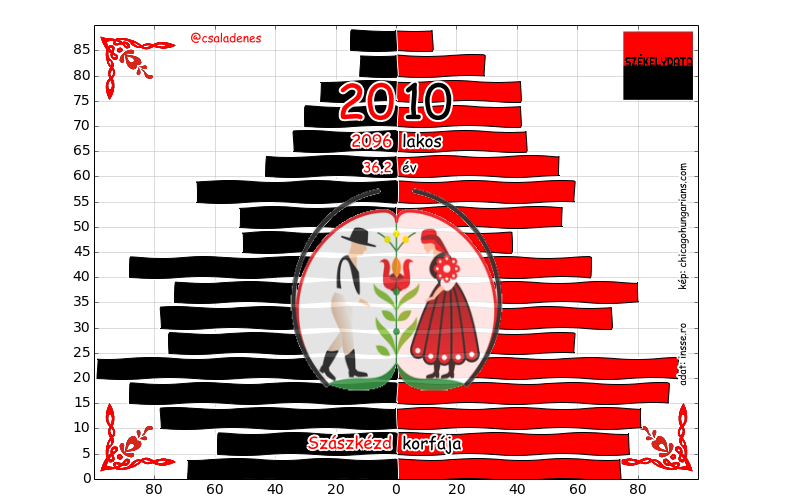 @csaladenes
SZÉKELYDATA
2010
2096 lakos
36.2 év
kép: chicagohungarians.com
adat: insse.ro
Szászkézd korfája
85
80
75
70
65
60
55
50
45
40
35
30
25
20
15
10
5
0
80 60 40 20 0 20 40 60 80